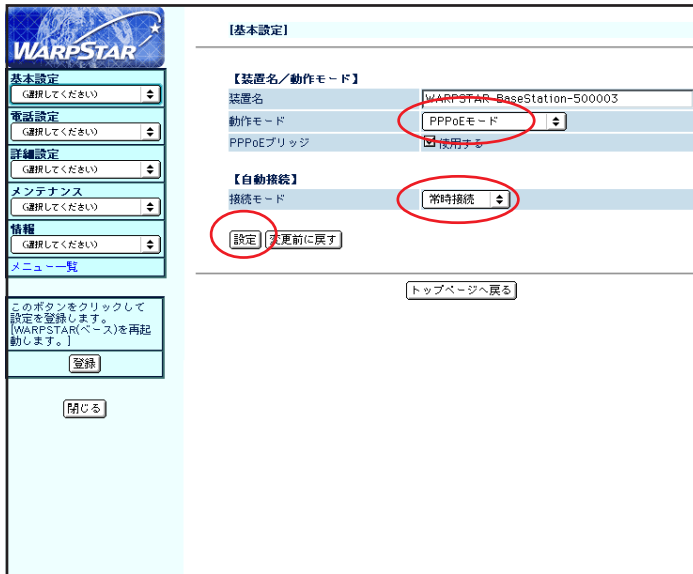 WARPSTAR
基本設定
(選択してください)
電話設定
(選択してください)
詳細設定
(選択してください)
メンテナンス
(選択してください)
情報
(選択してください)
メニュー一覧
このボタンをクリックして
設定を登録します。
[WARPSTAR(ベース)を再起
動します。]
登録
閉じる
[基本設定]
【装置名／動作モード】
装置名 WARPSTAR-BaseStation-500003
動作モード PPPoEモード
PPPoEブリッジ 使用する
【自動接続】
接続モード 常時接続
設定 変更前に戻す
トップページへ戻る